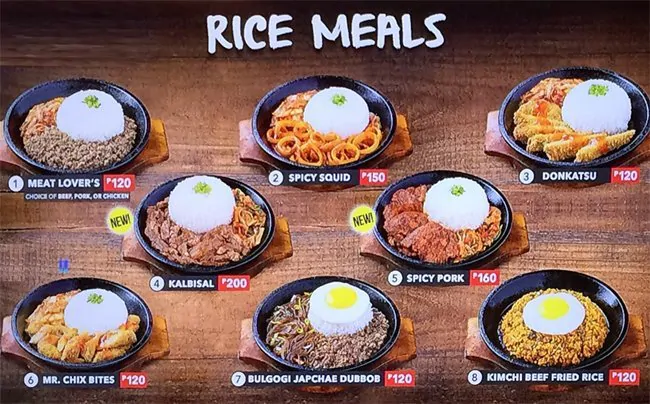 RICE MEALS
1 MEAT LOVER'S ₱120
CHOICE OF BEEF, PORK, OR CHICKEN
2 SPICY SQUID ₱150
3 DONKATSU ₱120
NEW!
4 KALBISAL ₱200
NEW!
5 SPICY PORK ₱160
6 MR. CHIX BITES ₱120
7 BULGOGI JAPCHAE DUBBOB ₱120
8 KIMCHI BEEF FRIED RICE ₱120